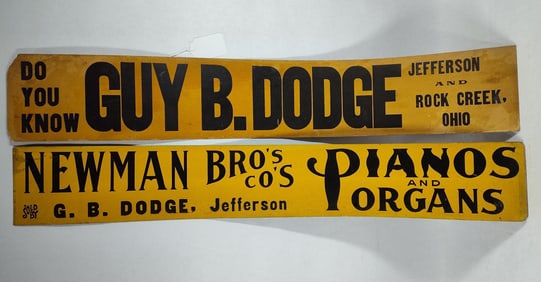 DO YOU KNOW
GUY B. DODGE
JEFFERSON
AND
ROCK CREEK,
OHIO
NEWMAN BRO'S CO'S PIANOS
AND
ORGANS
SOLD BY G. B. DODGE, Jefferson